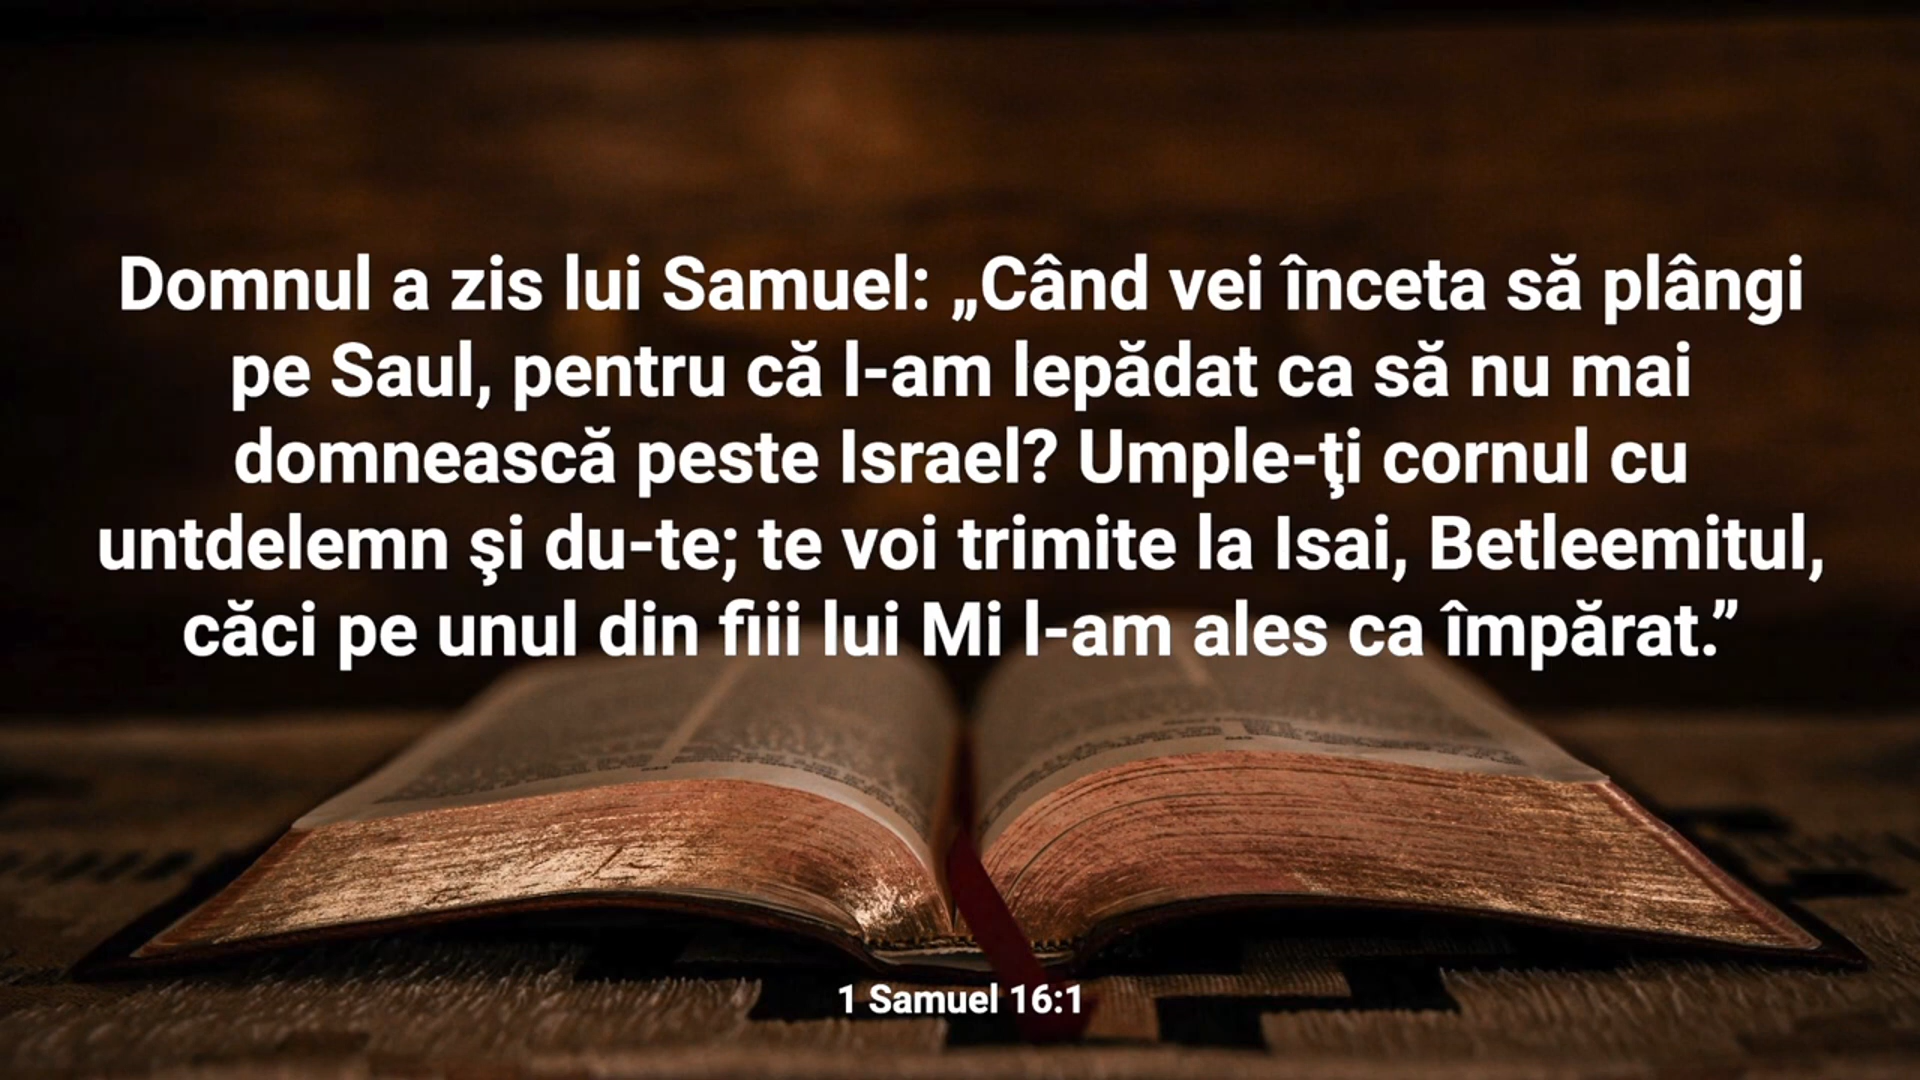 Domnul a zis lui Samuel: „Când vei înceta să plângi
pe Saul, pentru că l-am lepădat ca să nu mai
domnească peste Israel? Umple-ţi cornul cu
untdelemn şi du-te; te voi trimite la Isai, Betleemitul,
căci pe unul din fiii lui Mi l-am ales ca împărat.”
1 Samuel 16:1